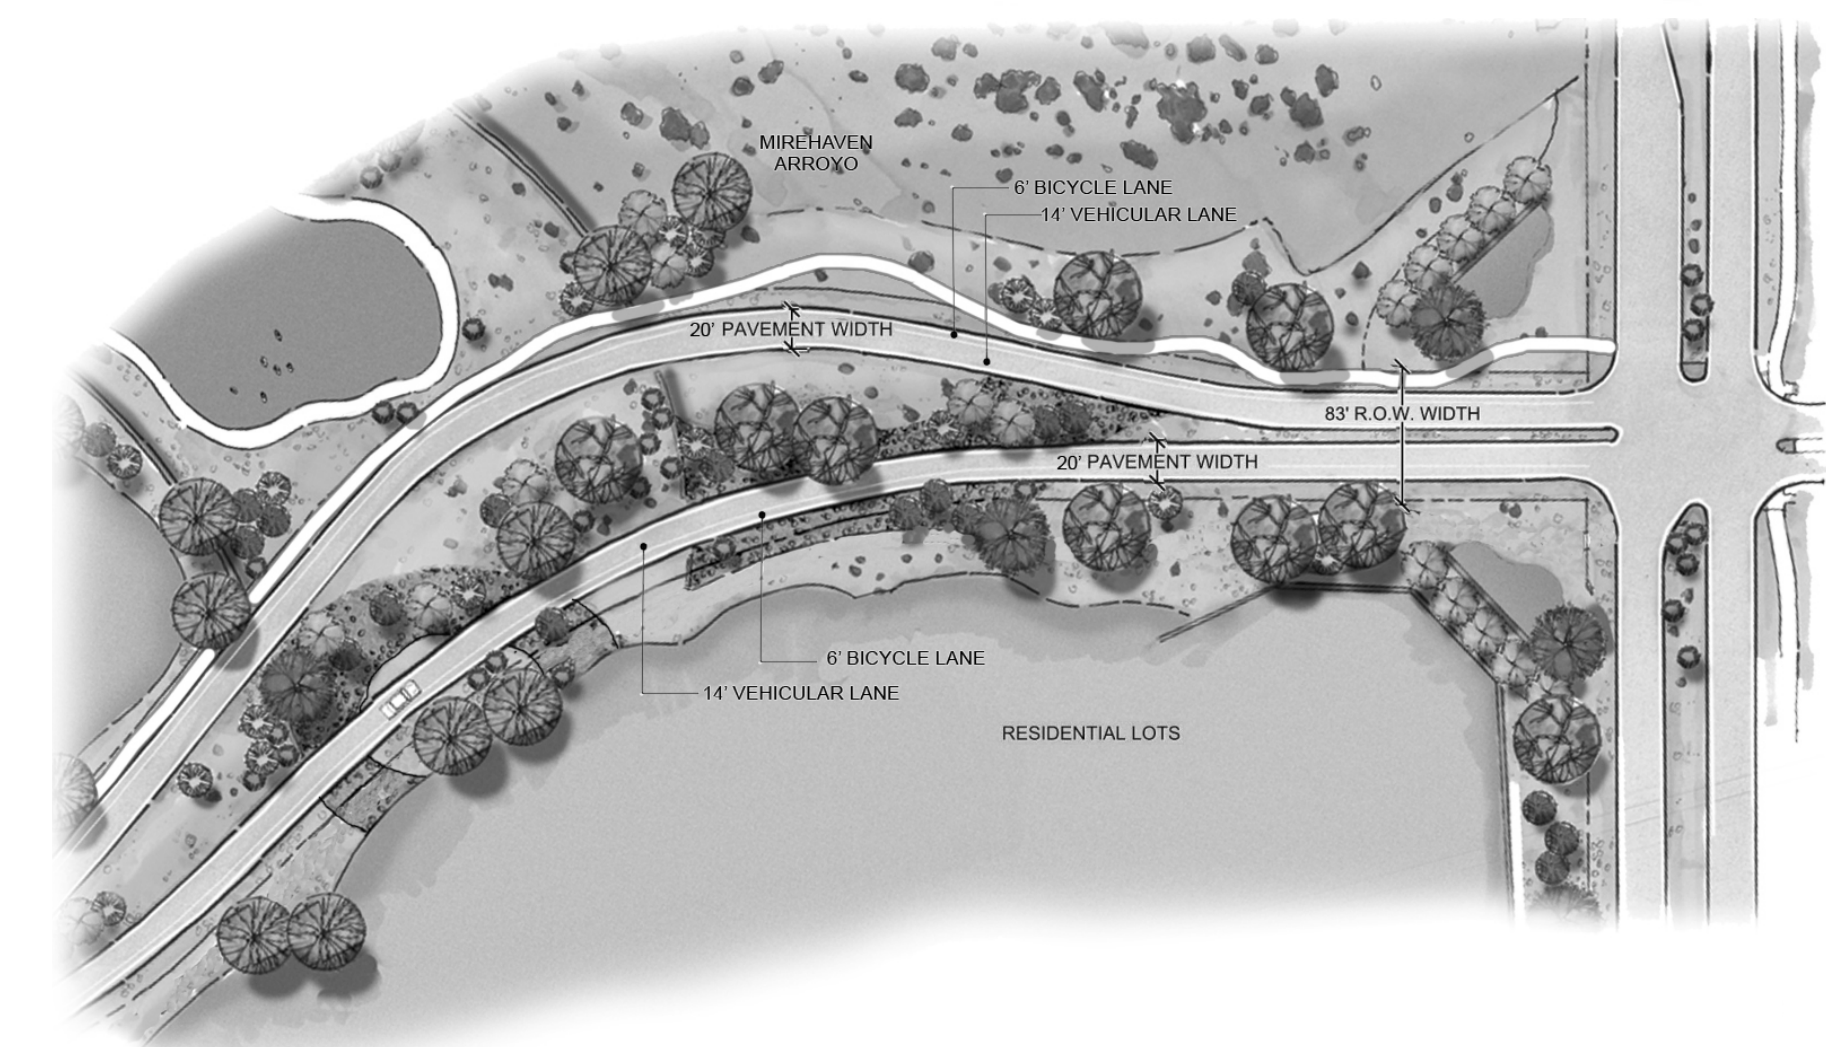 MIREHAVEN
ARROYO
6' BICYCLE LANE
14' VEHICULAR LANE
20' PAVEMENT WIDTH
83' R.O.W. WIDTH
20' PAVEMENT WIDTH
6' BICYCLE LANE
14' VEHICULAR LANE
RESIDENTIAL LOTS